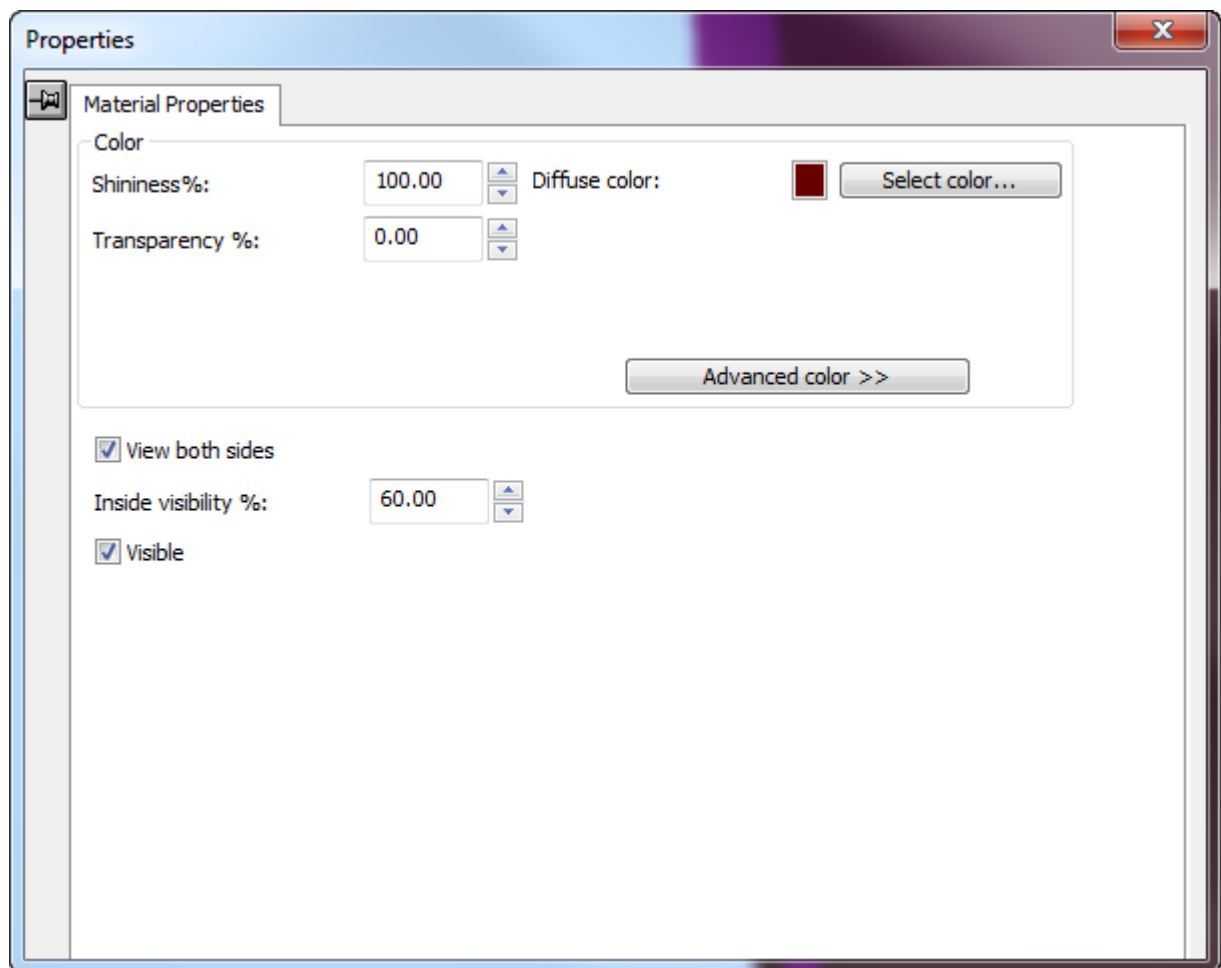 Properties
Material Properties
Color
Shininess%: 100.00 Diffuse color: Select color...
Transparency %: 0.00
Advanced color >>
View both sides
Inside visibility %: 60.00
Visible